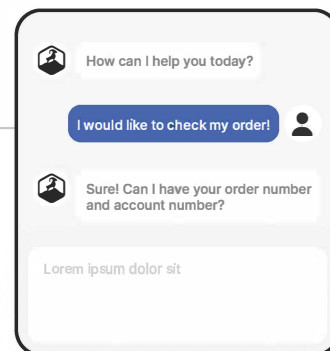 How can I help you today?
I would like to check my order!
Sure! Can I have your order number
and account number?
Lorem ipsum dolor sit